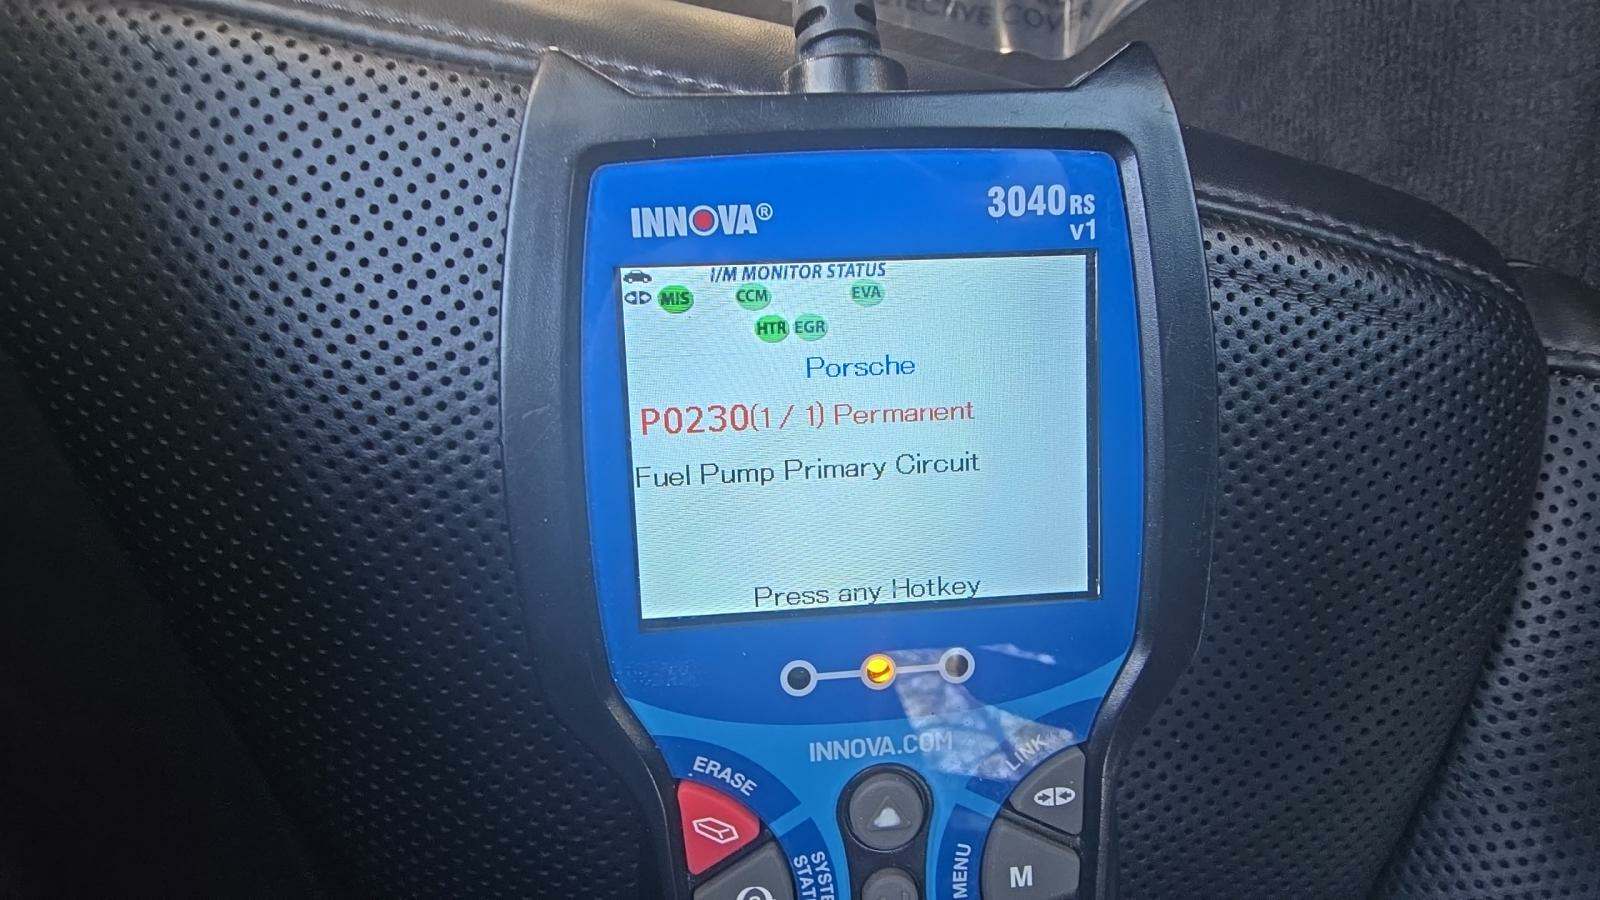 INNOVA®
3040RS
v1
I/M MONITOR STATUS
MIS CCM EVA
HTR EGR
Porsche
P0230(1 / 1) Permanent
Fuel Pump Primary Circuit
Press any Hotkey
INNOVA.COM
ERASE
LINK
MENU
M